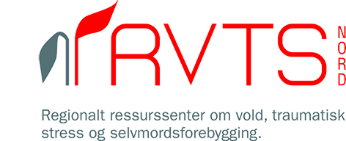 RVTS NORD
Regionalt ressurssenter om vold, traumatisk
stress og selvmordsforebygging.